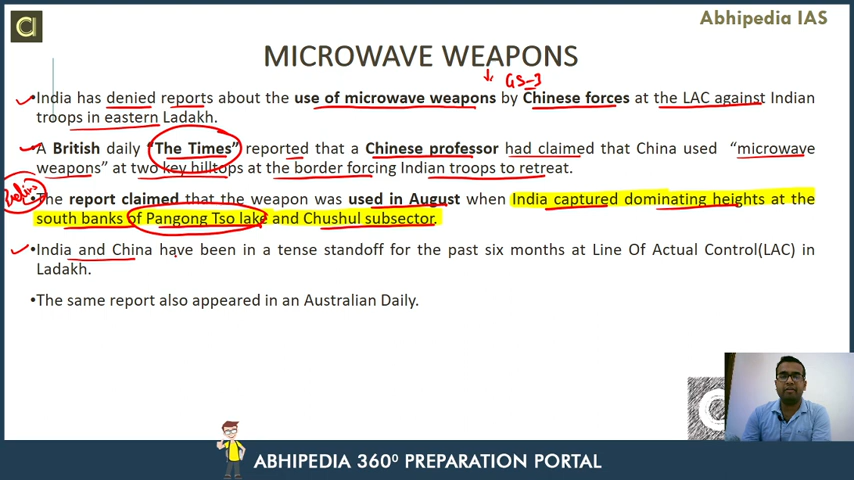 Abhipedia IAS
MICROWAVE WEAPONS
GS-3
•India has denied reports about the use of microwave weapons by Chinese forces at the LAC against Indian
troops in eastern Ladakh.
•A British daily “The Times” reported that a Chinese professor had claimed that China used “microwave
weapons” at two key hilltops at the border forcing Indian troops to retreat.
•The report claimed that the weapon was used in August when India captured dominating heights at the
south banks of Pangong Tso lake and Chushul subsector.
•India and China have been in a tense standoff for the past six months at Line Of Actual Control(LAC) in
Ladakh.
•The same report also appeared in an Australian Daily.
ABHIPEDIA 360⁰ PREPARATION PORTAL